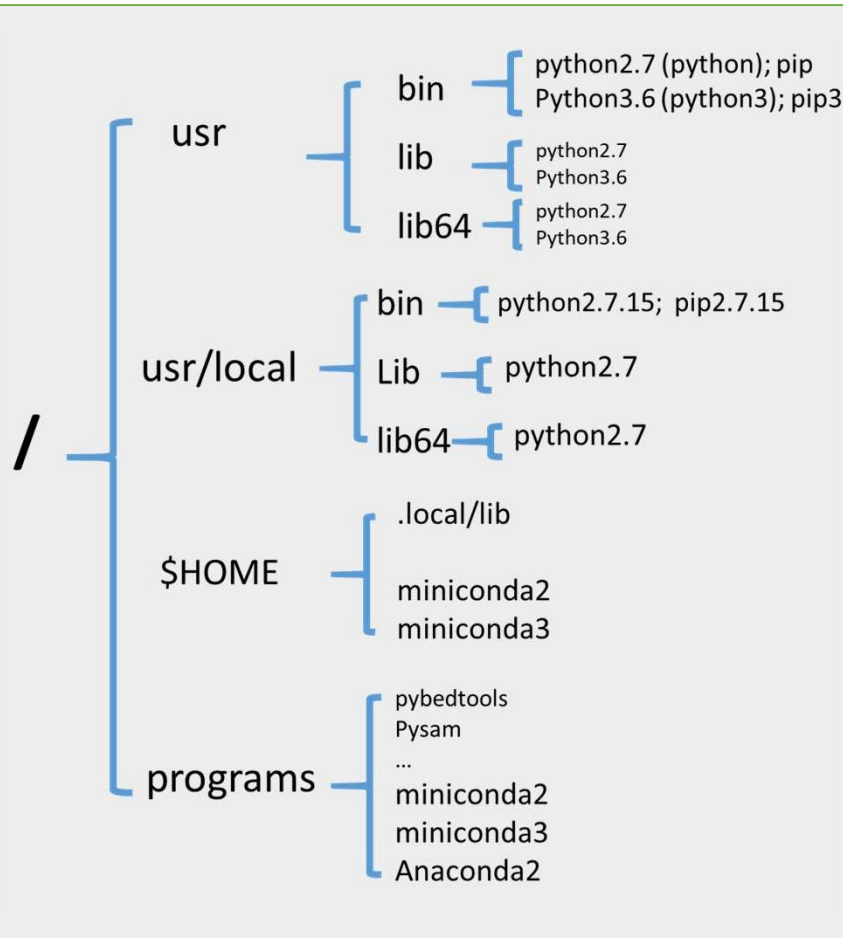 /
usr
bin
python2.7 (python); pip
Python3.6 (python3); pip3
lib
python2.7
Python3.6
lib64
python2.7
Python3.6
usr/local
bin
python2.7.15; pip2.7.15
Lib
python2.7
lib64
python2.7
$HOME
.local/lib
miniconda2
miniconda3
programs
pybedtools
Pysam
...
miniconda2
miniconda3
Anaconda2